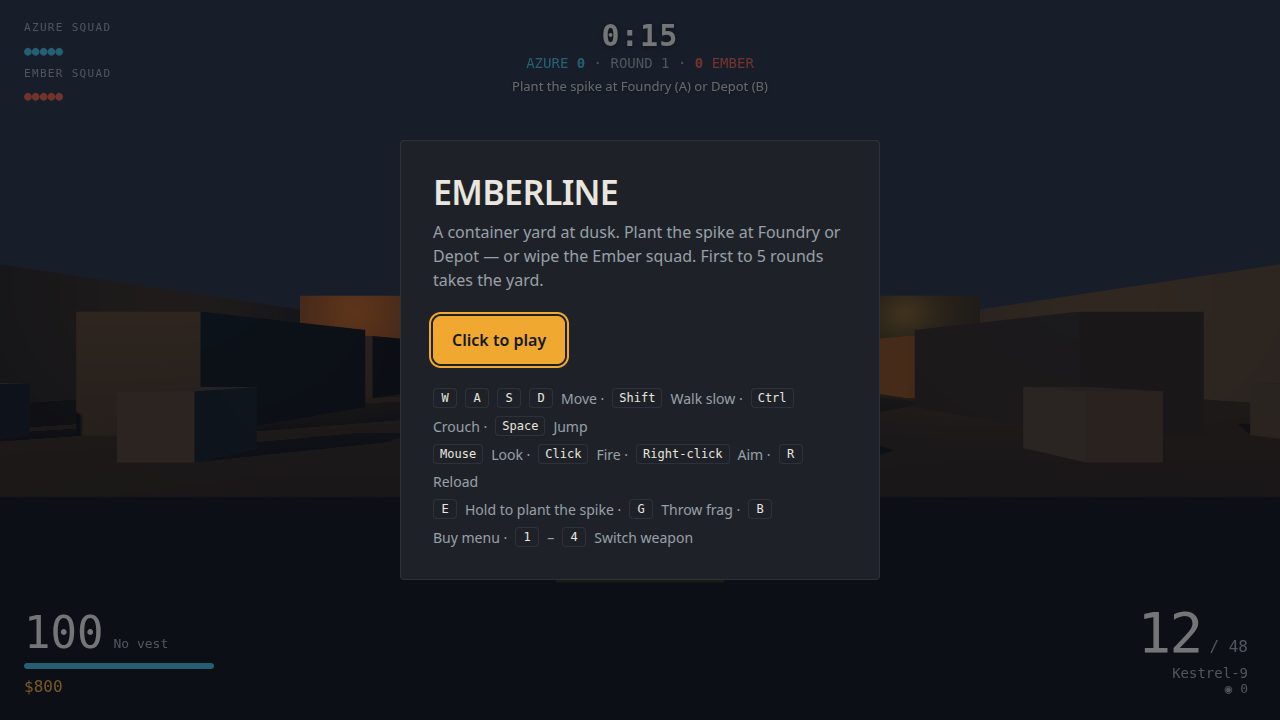 AZURE SQUAD
EMBER SQUAD
0:15
AZURE 0 · ROUND 1 · 0 EMBER
Plant the spike at Foundry (A) or Depot (B)
EMBERLINE
A container yard at dusk. Plant the spike at Foundry or
Depot — or wipe the Ember squad. First to 5 rounds
takes the yard.
Click to play
W A S D Move · Shift Walk slow · Ctrl
Crouch · Space Jump
Mouse Look · Click Fire · Right-click Aim · R
Reload
E Hold to plant the spike · G Throw frag · B
Buy menu · 1 – 4 Switch weapon
100 No vest
$800
12 / 48
Kestrel-9
◉ 0